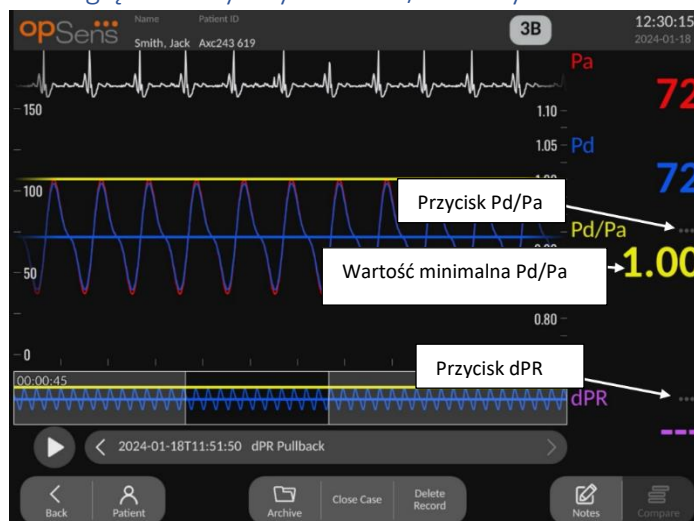 opSens
Name Patient ID
Smith, Jack Axc243 619
3B
12:30:15
2024-01-18
Pa
72
150
1.10
1.05
Pd
72
100
Przycisk Pd/Pa
Pd/Pa
Wartość minimalna Pd/Pa
1.00
50
0.80
0
Przycisk dPR
00:00:45
dPR
---
2024-01-18T11:51:50 dPR Pullback
Back
Patient
Archive
Close Case
Delete
Record
Notes
Compare